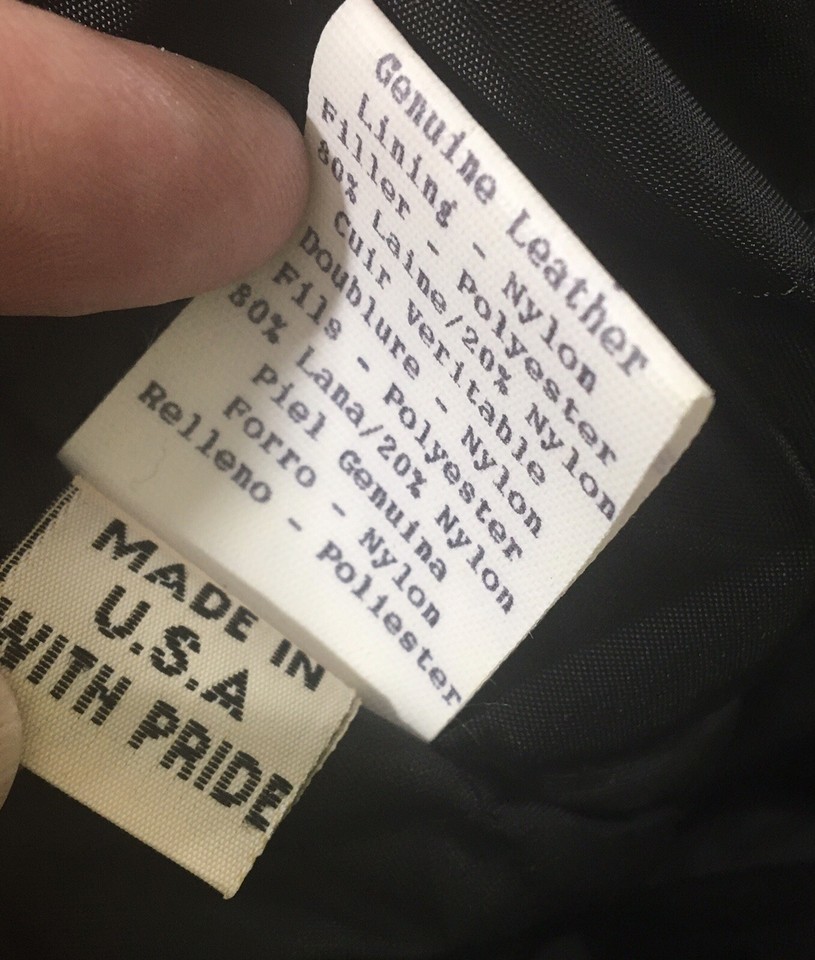 Genuine Leather
Lining - Nylon
Filler - Polyester
80% Laine/20% Nylon
Cuir Veritable
Doublure - Nylon
Fils - Polyester
80% Lana/20% Nylon
Piel Genuina
Forro - Nylon
Relleno - Poliester
MADE IN
U.S.A
WITH PRIDE